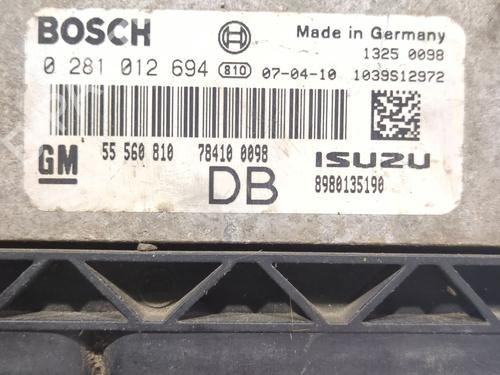 BOSCH
Made in Germany
1325 0098
0 281 012 694 810 07-04-10 1039S12972
GM 55 560 810 78410 0098 ISUZU
DB 8980135190